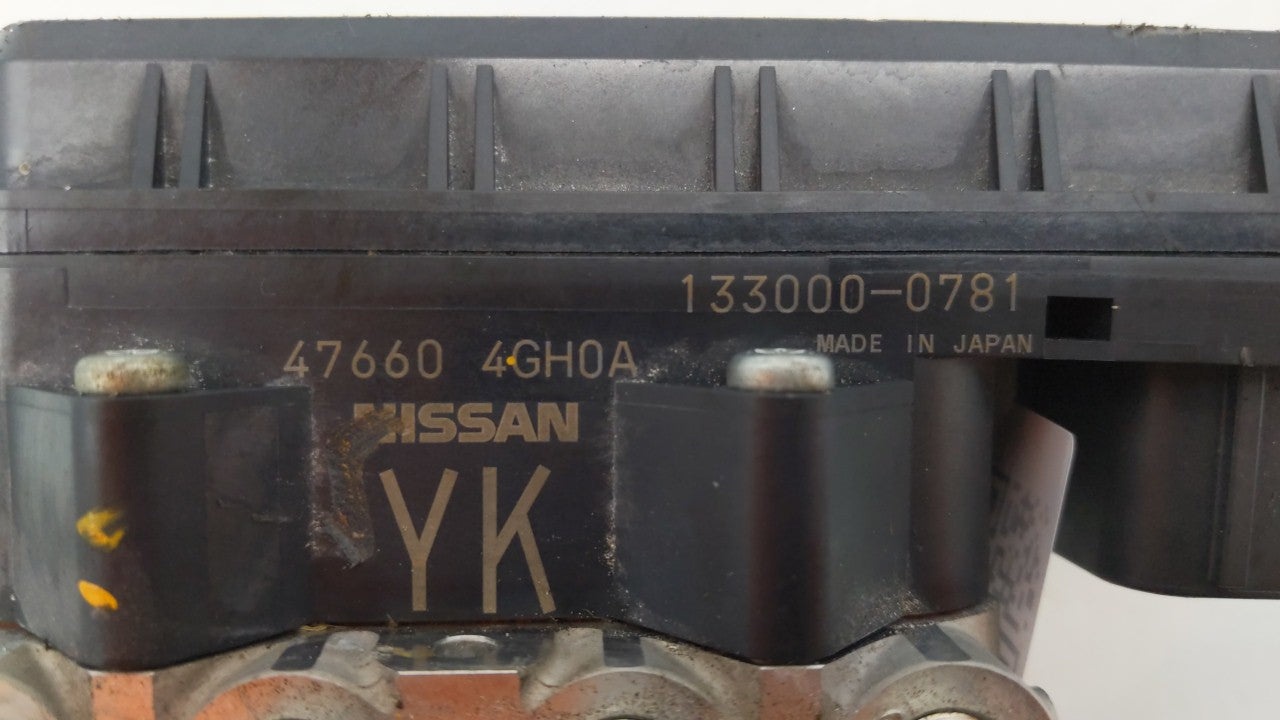 133000-0781
MADE IN JAPAN
47660 4GH0A
NISSAN
YK